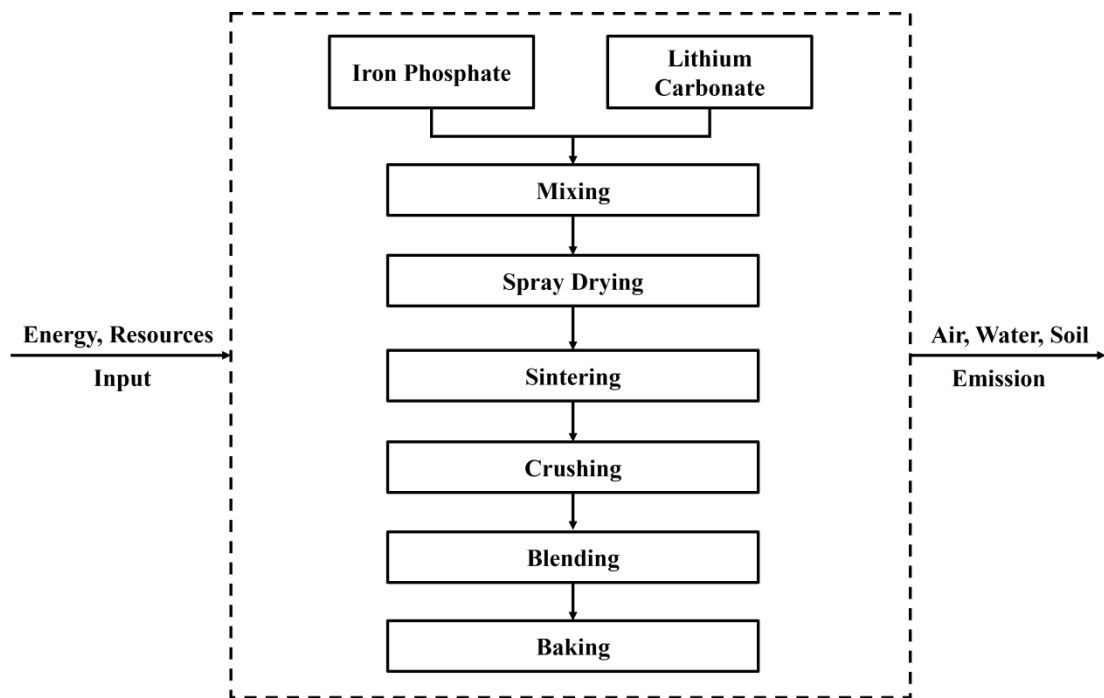 Iron Phosphate
Lithium
Carbonate
Mixing
Spray Drying
Energy, Resources
Input
Air, Water, Soil
Emission
Sintering
Crushing
Blending
Baking